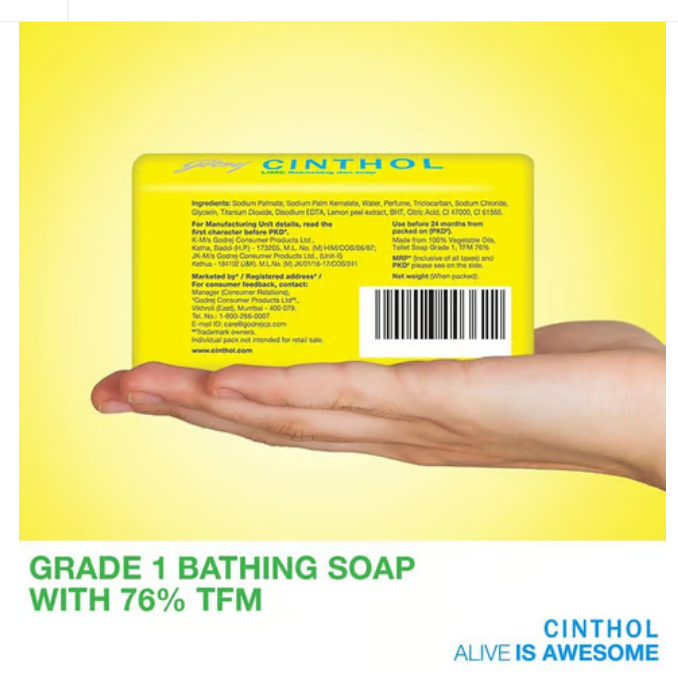 Godrej CINTHOL
LIME Refreshing deo soap
Ingredients: Sodium Palmate, Sodium Palm Kernelate, Water, Perfume, Triclocarban, Sodium Chloride,
Glycerin, Titanium Dioxide, Disodium EDTA, Lemon peel extract, BHT, Citric Acid, CI 47000, CI 61565.
For Manufacturing Unit details, read the
first character before PKD*.
K-M/s Godrej Consumer Products Ltd.,
Katha, Baddi (H.P.) - 173205. M.L. No. (M) HIM/COS/06/87;
JK-M/s Godrej Consumer Products Ltd., (Unit-II)
Kathua - 184102 (J&K). M.L.No. (M) JK/01/16-17/COS/241
Marketed by* / Registered address* /
For consumer feedback, contact:
Manager (Consumer Relations),
*Godrej Consumer Products Ltd**.,
Vikhroli (East), Mumbai - 400 079.
Tel. No.: 1-800-266-0007
E-mail ID: care@godrejcp.com
**Trademark owners.
Individual pack not intended for retail sale.
www.cinthol.com
Use before 24 months from
packed on (PKD*).
Made from 100% Vegetable Oils,
Toilet Soap Grade 1, TFM 76%
MRP* (Inclusive of all taxes) and
PKD* please see on the side.
Net weight (When packed):
GRADE 1 BATHING SOAP
WITH 76% TFM
CINTHOL
ALIVE IS AWESOME